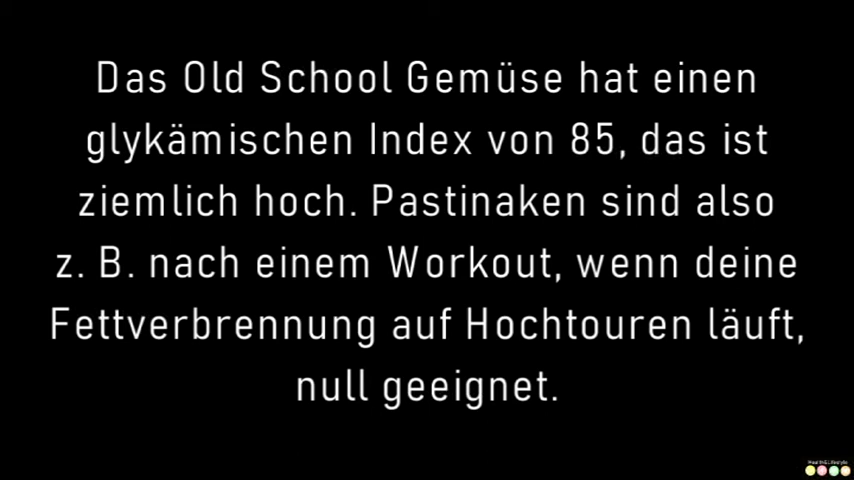 Das Old School Gemüse hat einen
glykämischen Index von 85, das ist
ziemlich hoch. Pastinaken sind also
z. B. nach einem Workout, wenn deine
Fettverbrennung auf Hochtouren läuft,
null geeignet.